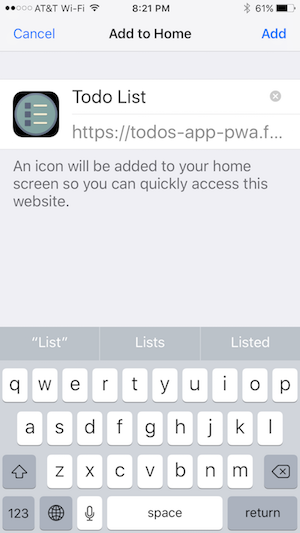 AT&T Wi-Fi 8:21 PM 61%
Cancel Add to Home Add
Todo List
https://todos-app-pwa.f...
An icon will be added to your home
screen so you can quickly access this
website.
“List” Lists Listed
q w e r t y u i o p
a s d f g h j k l
z x c v b n m
123 space return